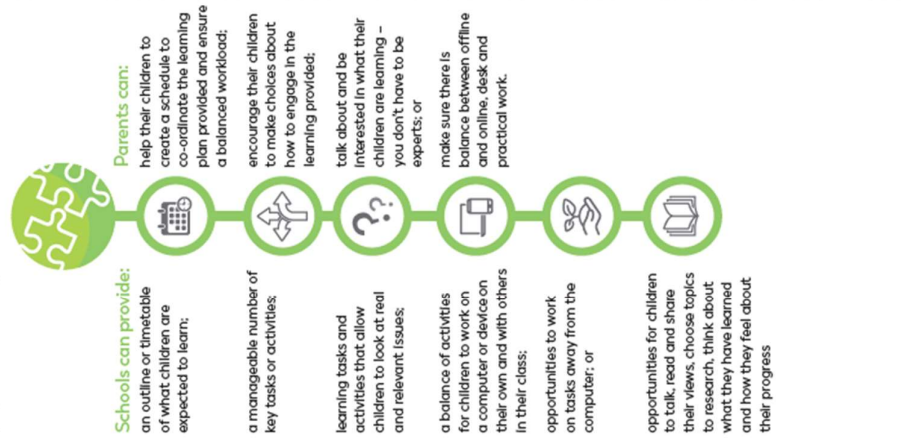 Schools can provide:
an outline or timetable
of what children are
expected to learn;
a manageable number of
key tasks or activities;
learning tasks and
activities that allow
children to look at real
and relevant issues;
a balance of activities
for children to work on
a computer or device on
their own and with others
in their class;
opportunities to work
on tasks away from the
computer; or
opportunities for children
to talk, read and share
their views, choose topics
to research, think about
what they have learned
and how they feel about
their progress
Parents can:
help their children to
create a schedule to
co-ordinate the learning
plan provided and ensure
a balanced workload;
encourage their children
to make choices about
how to engage in the
learning provided;
talk about and be
interested in what their
children are learning –
you don't have to be
experts; or
make sure there is
balance between offline
and online, desk and
practical work.